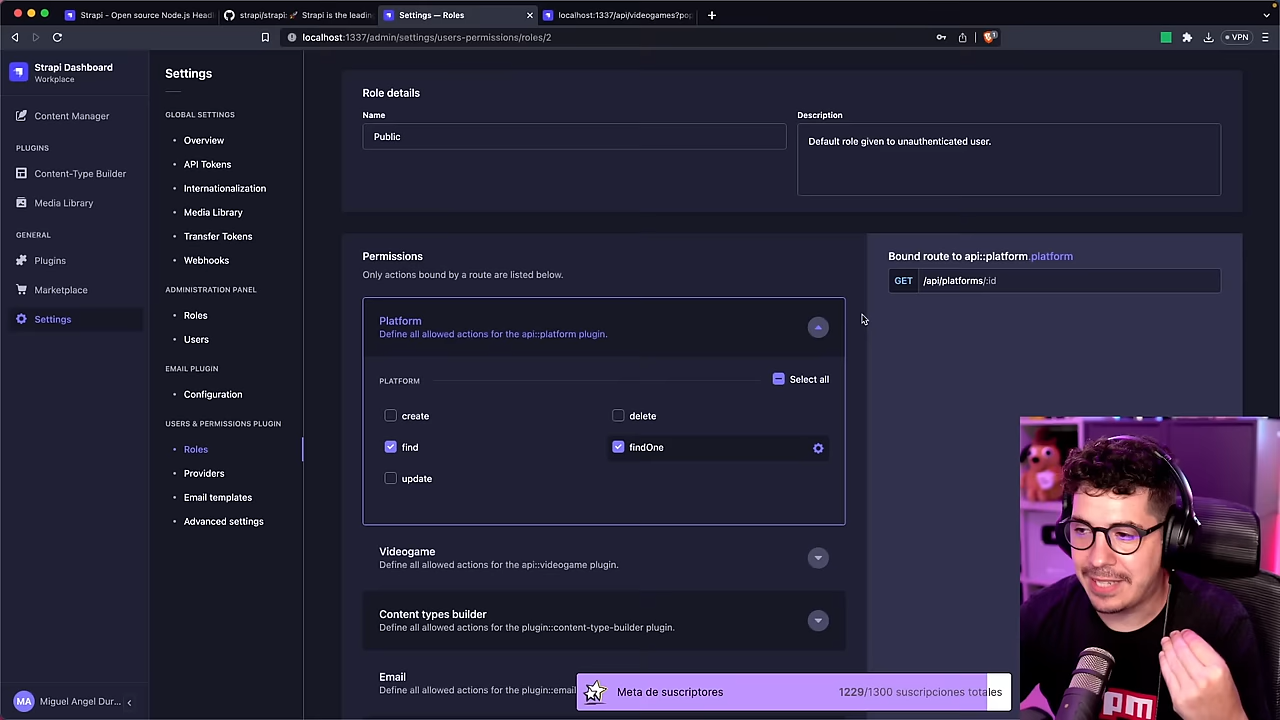 Strapi - Open source Node.js Head
strapi/strapi: 🚀 Strapi is the leading
Settings — Roles
localhost:1337/api/videogames?pop
localhost:1337/admin/settings/users-permissions/roles/2
VPN
Strapi Dashboard
Workplace
Content Manager
PLUGINS
Content-Type Builder
Media Library
GENERAL
Plugins
Marketplace
Settings
MA
Miguel Angel Dur...
Settings
GLOBAL SETTINGS
Overview
API Tokens
Internationalization
Media Library
Transfer Tokens
Webhooks
ADMINISTRATION PANEL
Roles
Users
EMAIL PLUGIN
Configuration
USERS & PERMISSIONS PLUGIN
Roles
Providers
Email templates
Advanced settings
Role details
Name
Public
Description
Default role given to unauthenticated user.
Permissions
Only actions bound by a route are listed below.
Platform
Define all allowed actions for the api::platform plugin.
PLATFORM
Select all
create
delete
find
findOne
update
Videogame
Define all allowed actions for the api::videogame plugin.
Content types builder
Define all allowed actions for the plugin::content-type-builder plugin.
Email
Define all allowed actions for the plugin::email
Bound route to api::platform.platform
GET /api/platforms/:id
Meta de suscriptores
1229/1300 suscripciones totales
pm